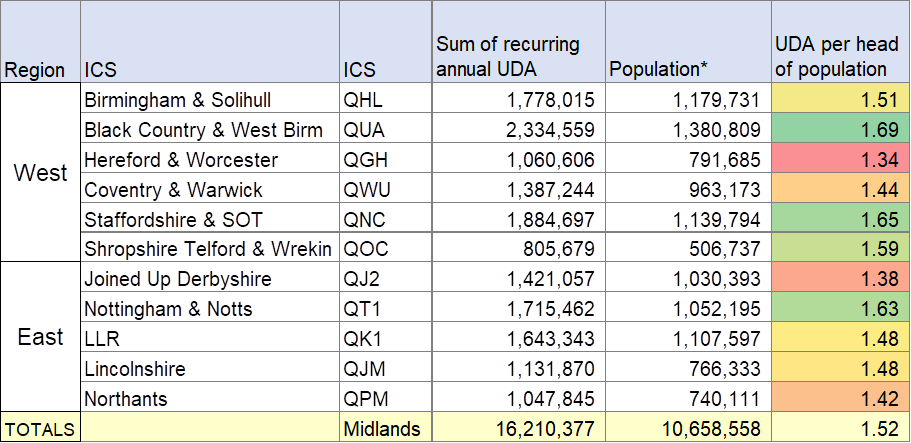 Region ICS ICS Sum of recurring annual UDA Population* UDA per head of population
West
Birmingham & Solihull QHL 1,778,015 1,179,731 1.51
Black Country & West Birm QUA 2,334,559 1,380,809 1.69
Hereford & Worcester QGH 1,060,606 791,685 1.34
Coventry & Warwick QWU 1,387,244 963,173 1.44
Staffordshire & SOT QNC 1,884,697 1,139,794 1.65
Shropshire Telford & Wrekin QOC 805,679 506,737 1.59
East
Joined Up Derbyshire QJ2 1,421,057 1,030,393 1.38
Nottingham & Notts QT1 1,715,462 1,052,195 1.63
LLR QK1 1,643,343 1,107,597 1.48
Lincolnshire QJM 1,131,870 766,333 1.48
Northants QPM 1,047,845 740,111 1.42
TOTALS Midlands 16,210,377 10,658,558 1.52